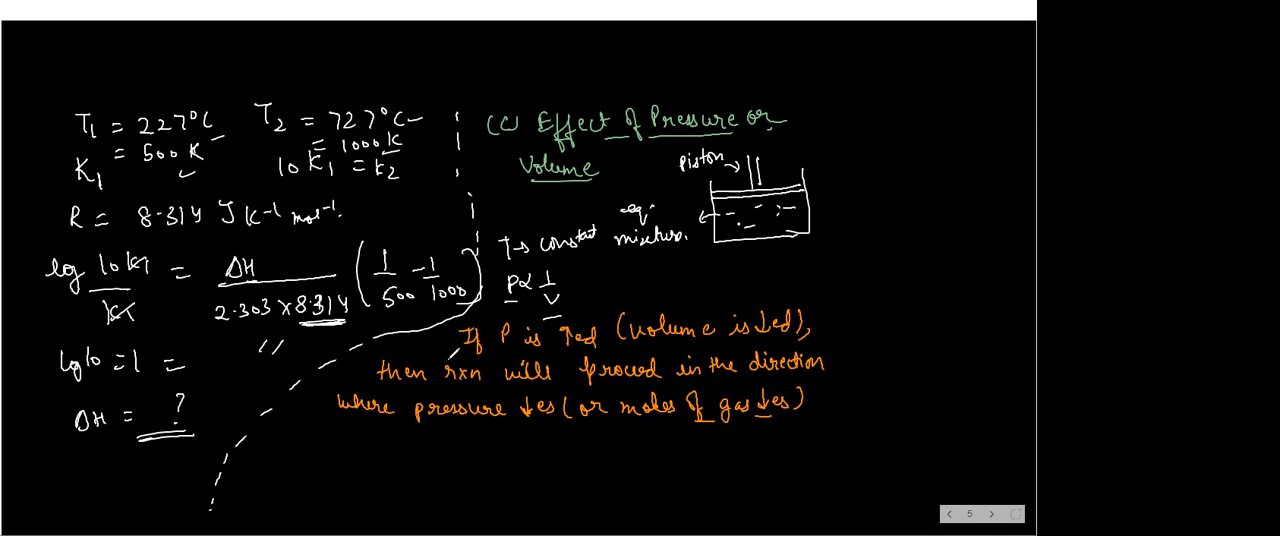 T₁ = 227°C
= 500 K
K₁
T₂ = 727°C
= 1000 K
10 K₁ = K₂
R = 8.314 J K⁻¹ mol⁻¹.
log 10 K₁ / K₁ = ΔH / 2.303 × 8.314 (1/500 - 1/1000)
log 10 = 1 =
ΔH = ?
(c) Effect of Pressure or
Volume
Piston →
eq.
mixture.
T → constant
P ∝ 1/V
If P is ↑ed (volume is ↓ed),
then rxn will proceed in the direction
where pressure ↓es (or moles of gas ↓es)
5